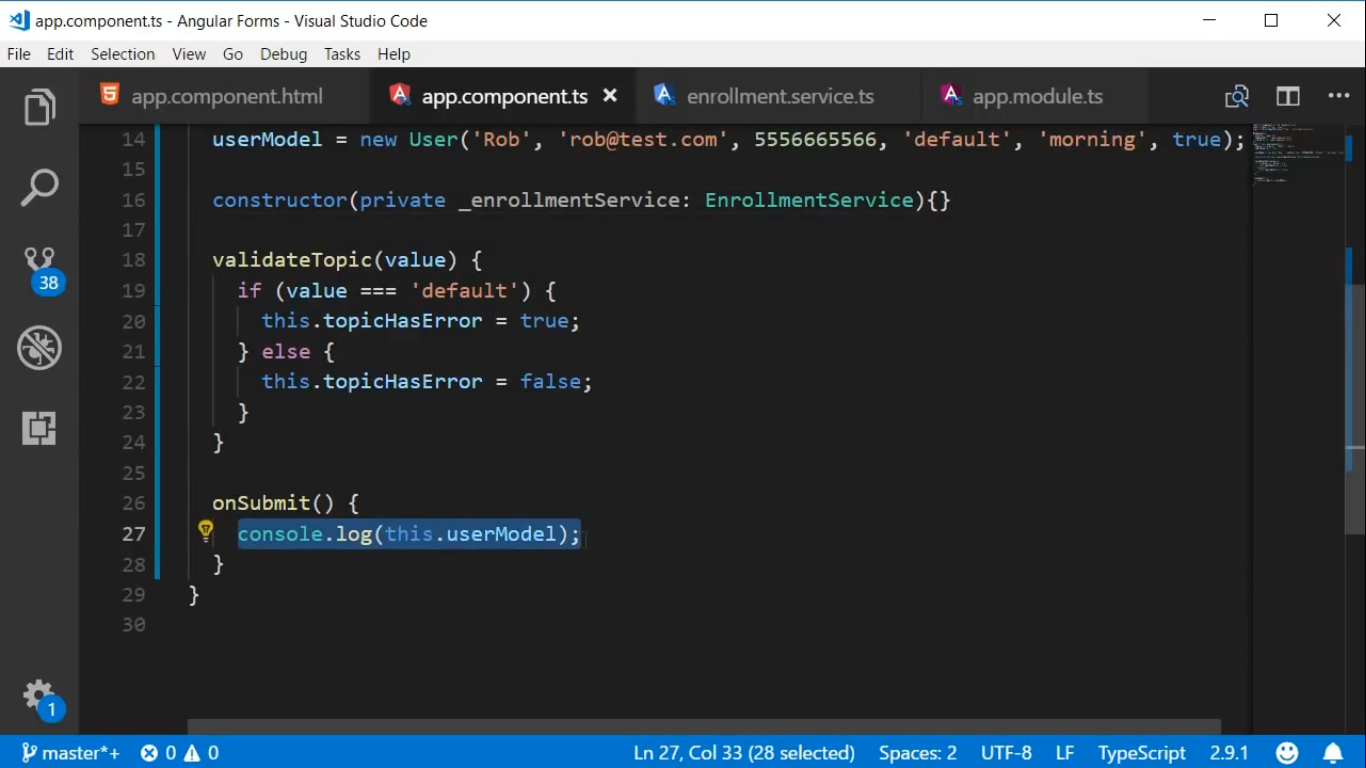 app.component.ts - Angular Forms - Visual Studio Code
File Edit Selection View Go Debug Tasks Help
app.component.html app.component.ts enrollment.service.ts app.module.ts
14 userModel = new User('Rob', 'rob@test.com', 5556665566, 'default', 'morning', true);
15
16 constructor(private _enrollmentService: EnrollmentService){}
17
18 validateTopic(value) {
19 if (value === 'default') {
20 this.topicHasError = true;
21 } else {
22 this.topicHasError = false;
23 }
24 }
25
26 onSubmit() {
27 console.log(this.userModel);
28 }
29 }
30
38
1
master*+ 0 0 Ln 27, Col 33 (28 selected) Spaces: 2 UTF-8 LF TypeScript 2.9.1